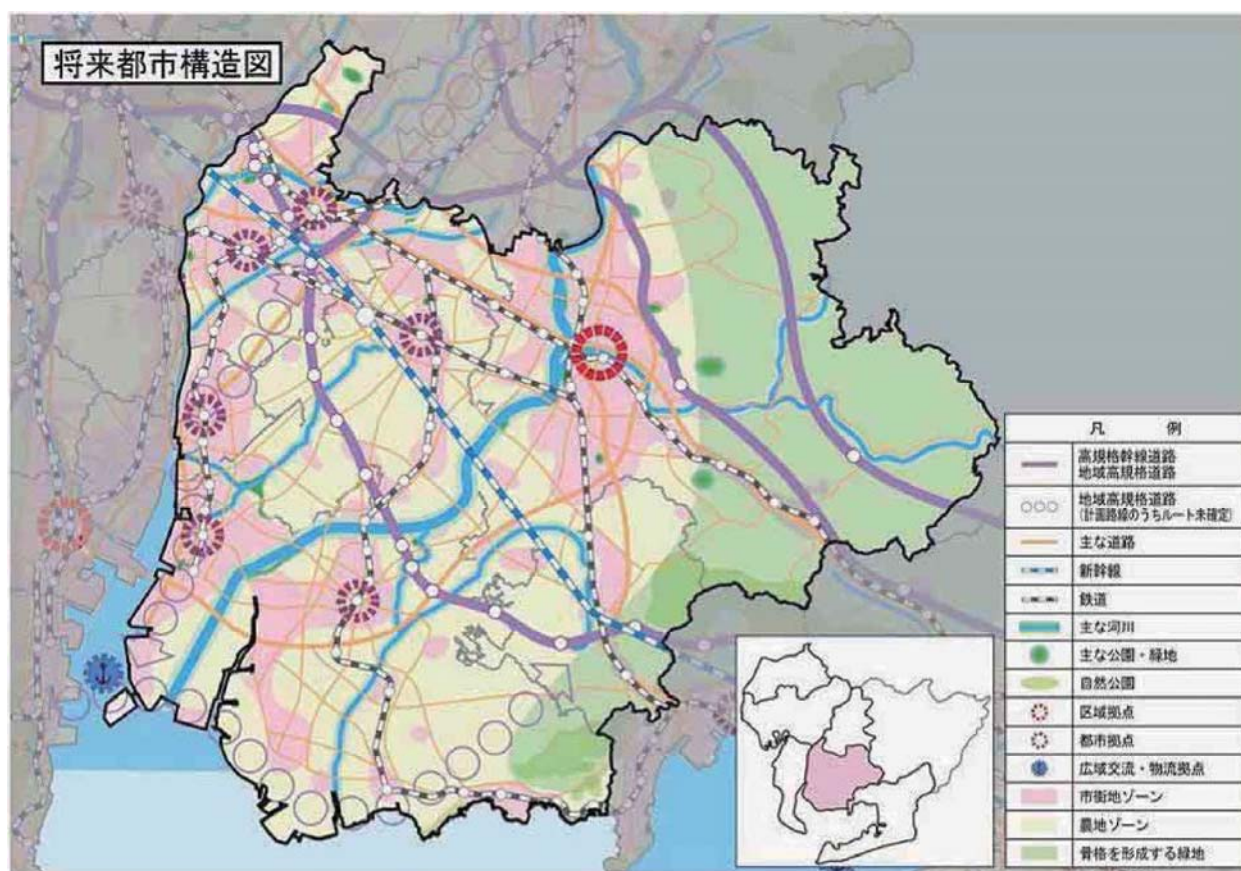 将来都市構造図
凡 例
高規格幹線道路
地域高規格道路
地域高規格道路
(計画路線のうちルート未確定)
主な道路
新幹線
鉄道
主な河川
主な公園・緑地
自然公園
区域拠点
都市拠点
広域交流・物流拠点
市街地ゾーン
農地ゾーン
骨格を形成する緑地